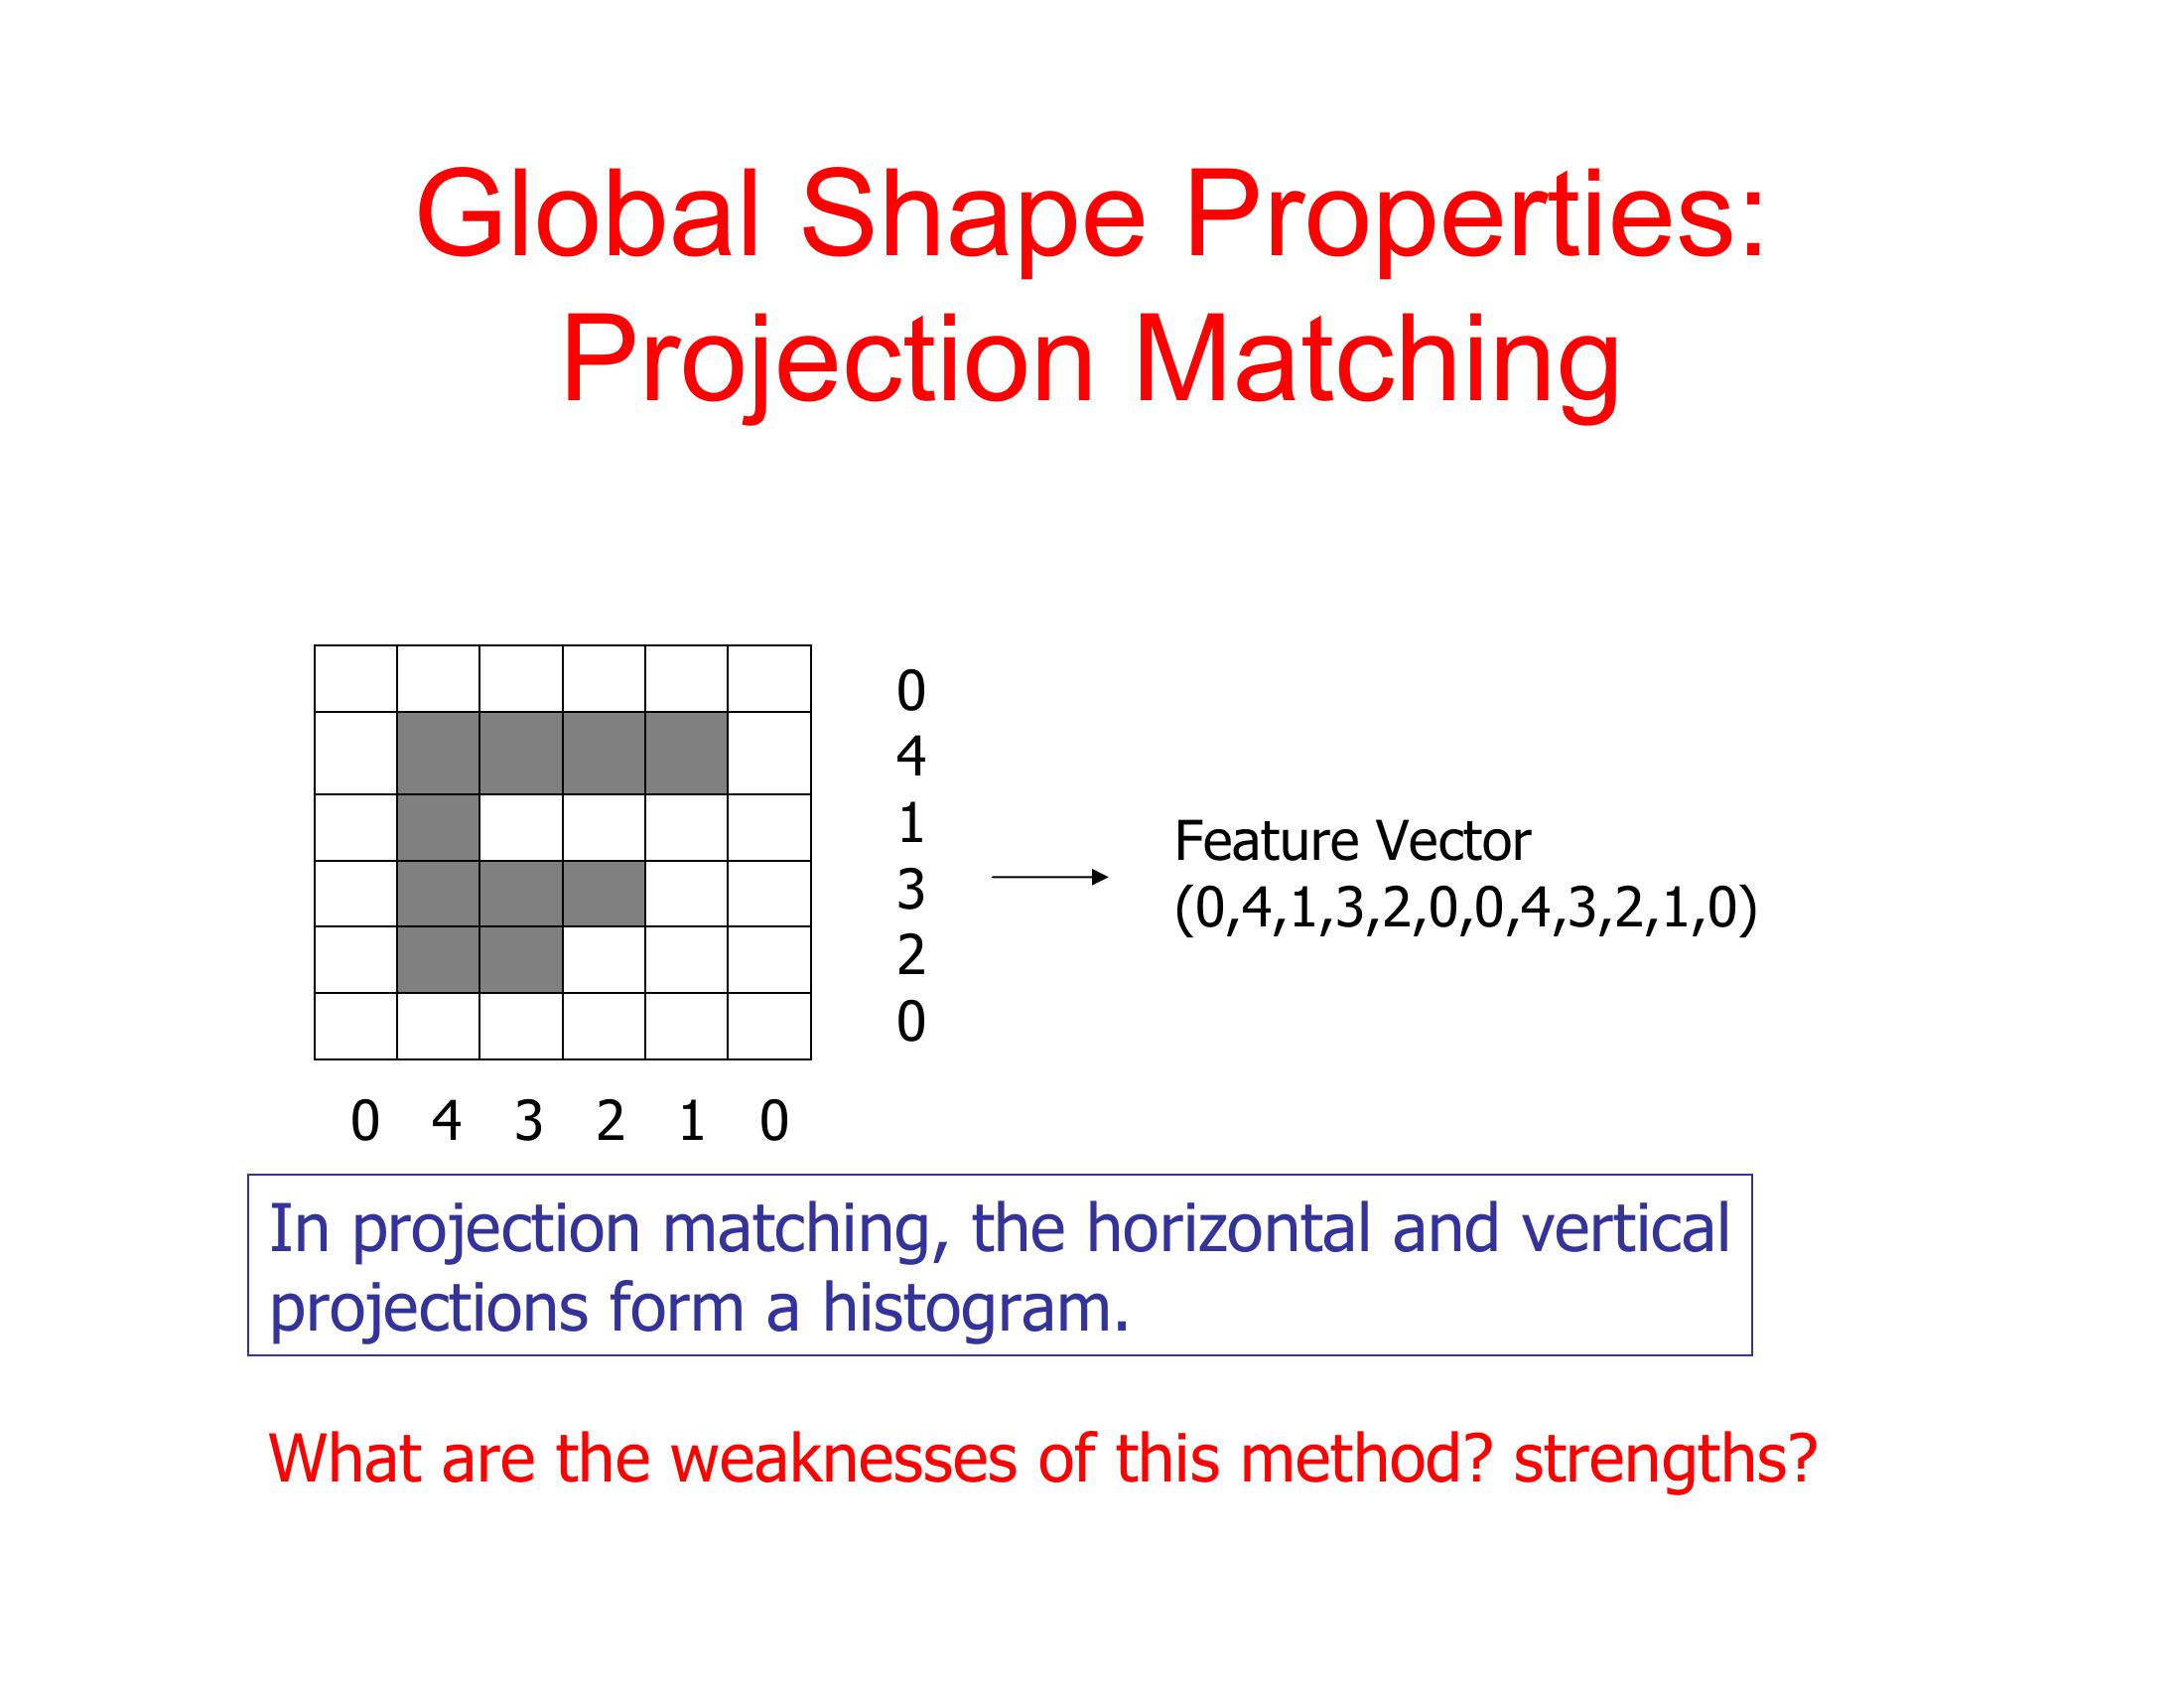 Global Shape Properties:
Projection Matching
0
4
1
3
2
0
Feature Vector
(0,4,1,3,2,0,0,4,3,2,1,0)
0 4 3 2 1 0
In projection matching, the horizontal and vertical
projections form a histogram.
What are the weaknesses of this method? strengths?